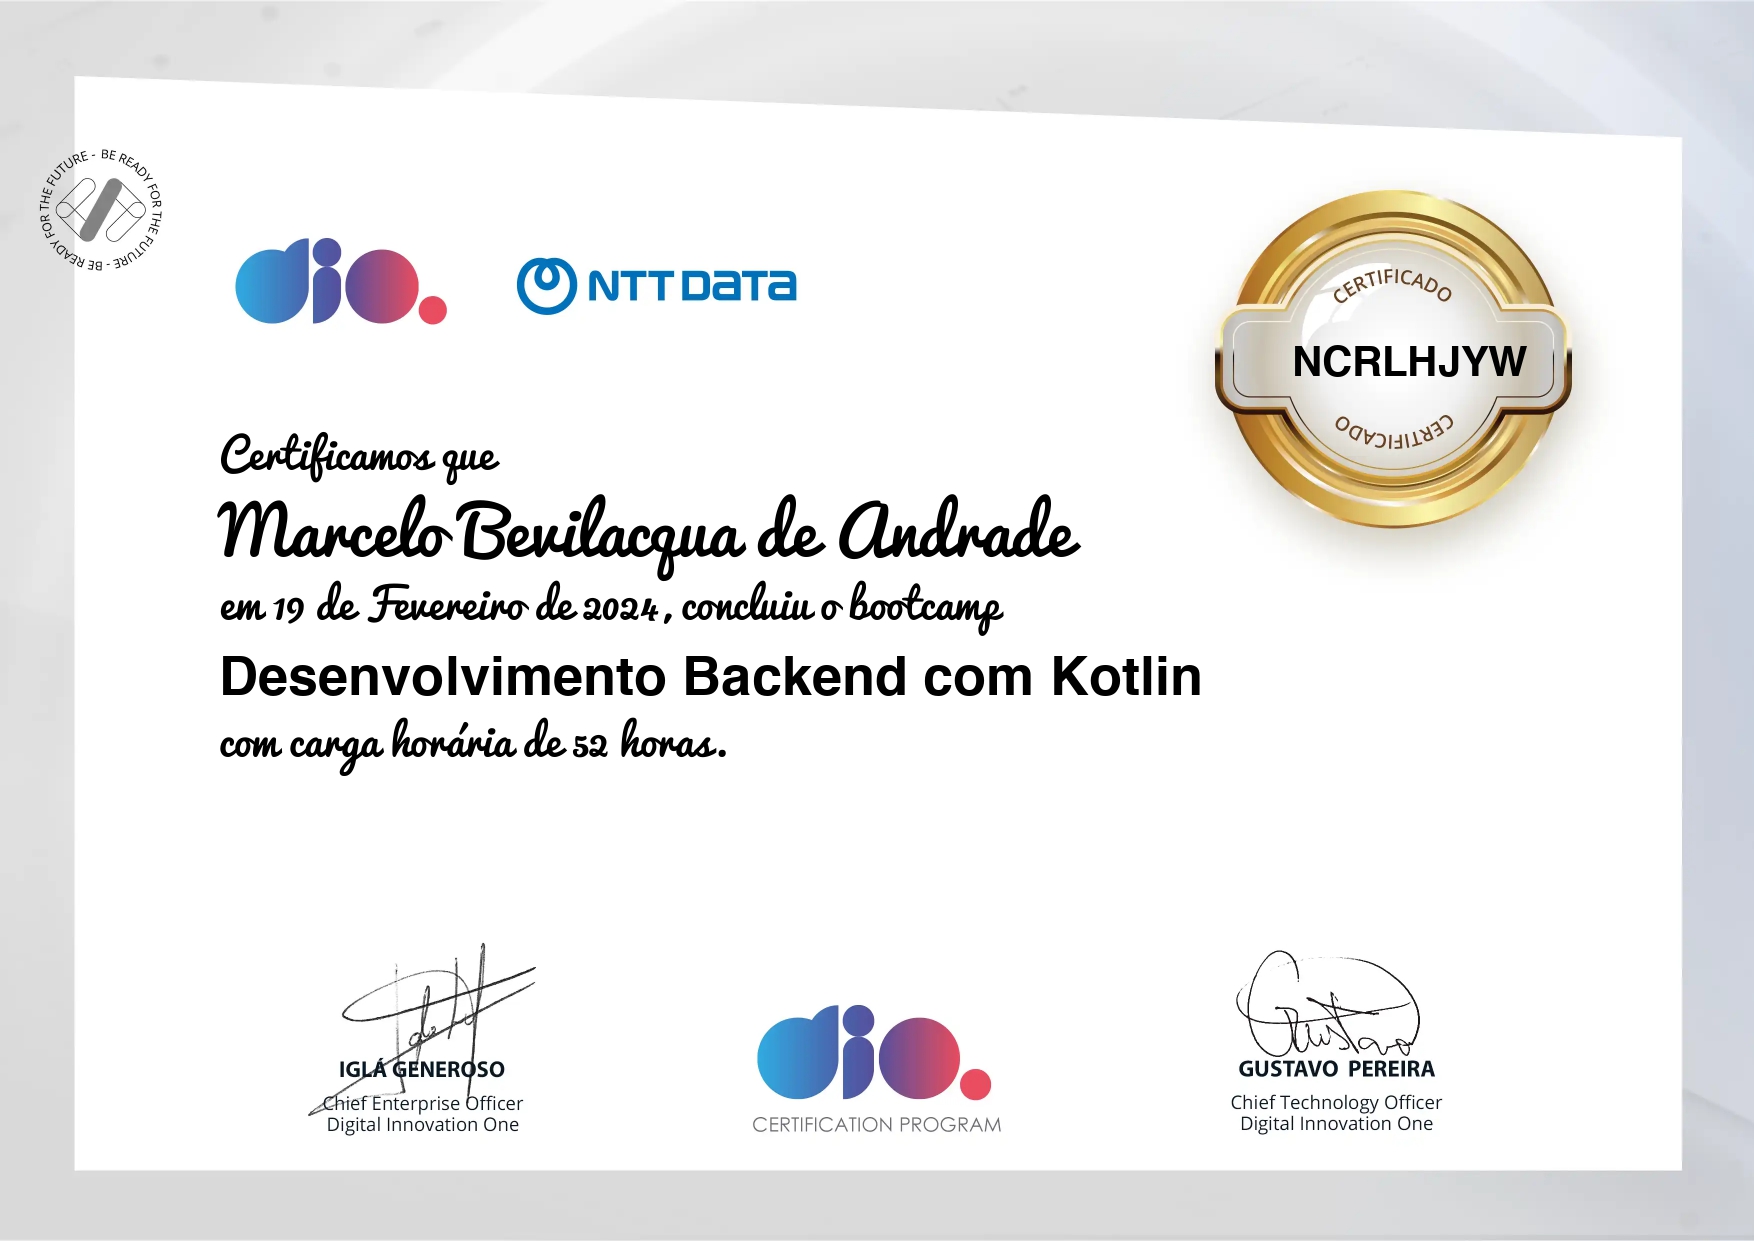 BE READY FOR THE FUTURE - BE READY FOR THE FUTURE -
dio.
NTT DATA
CERTIFICADO
NCRLHJYW
CERTIFICADO
Certificamos que
Marcelo Bevilacqua de Andrade
em 19 de Fevereiro de 2024, concluiu o bootcamp
Desenvolvimento Backend com Kotlin
com carga horária de 52 horas.
IGLÁ GENEROSO
Chief Enterprise Officer
Digital Innovation One
dio.
CERTIFICATION PROGRAM
Gustavo
GUSTAVO PEREIRA
Chief Technology Officer
Digital Innovation One